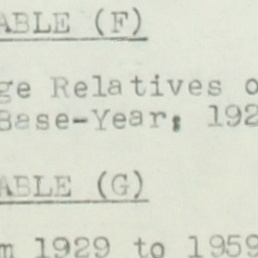 ABLE (F)
ge Relatives o
Base-Year, 192
ABLE (G)
m 1929 to 1959